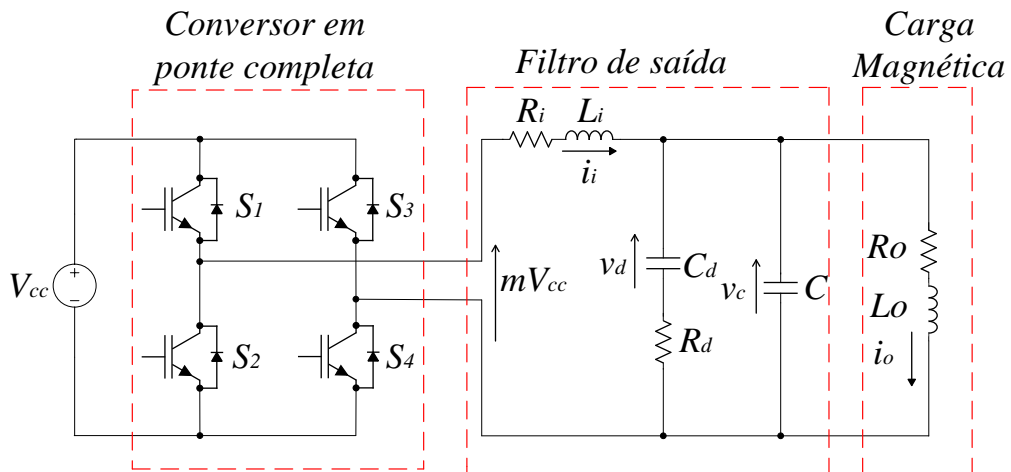 Conversor em
ponte completa
Filtro de saída
Carga
Magnética
Ri Li
ii
S1 S3
Vcc
+
−
mVcc
vd Cd
vc C
Ro
Lo
S2 S4
Rd
io